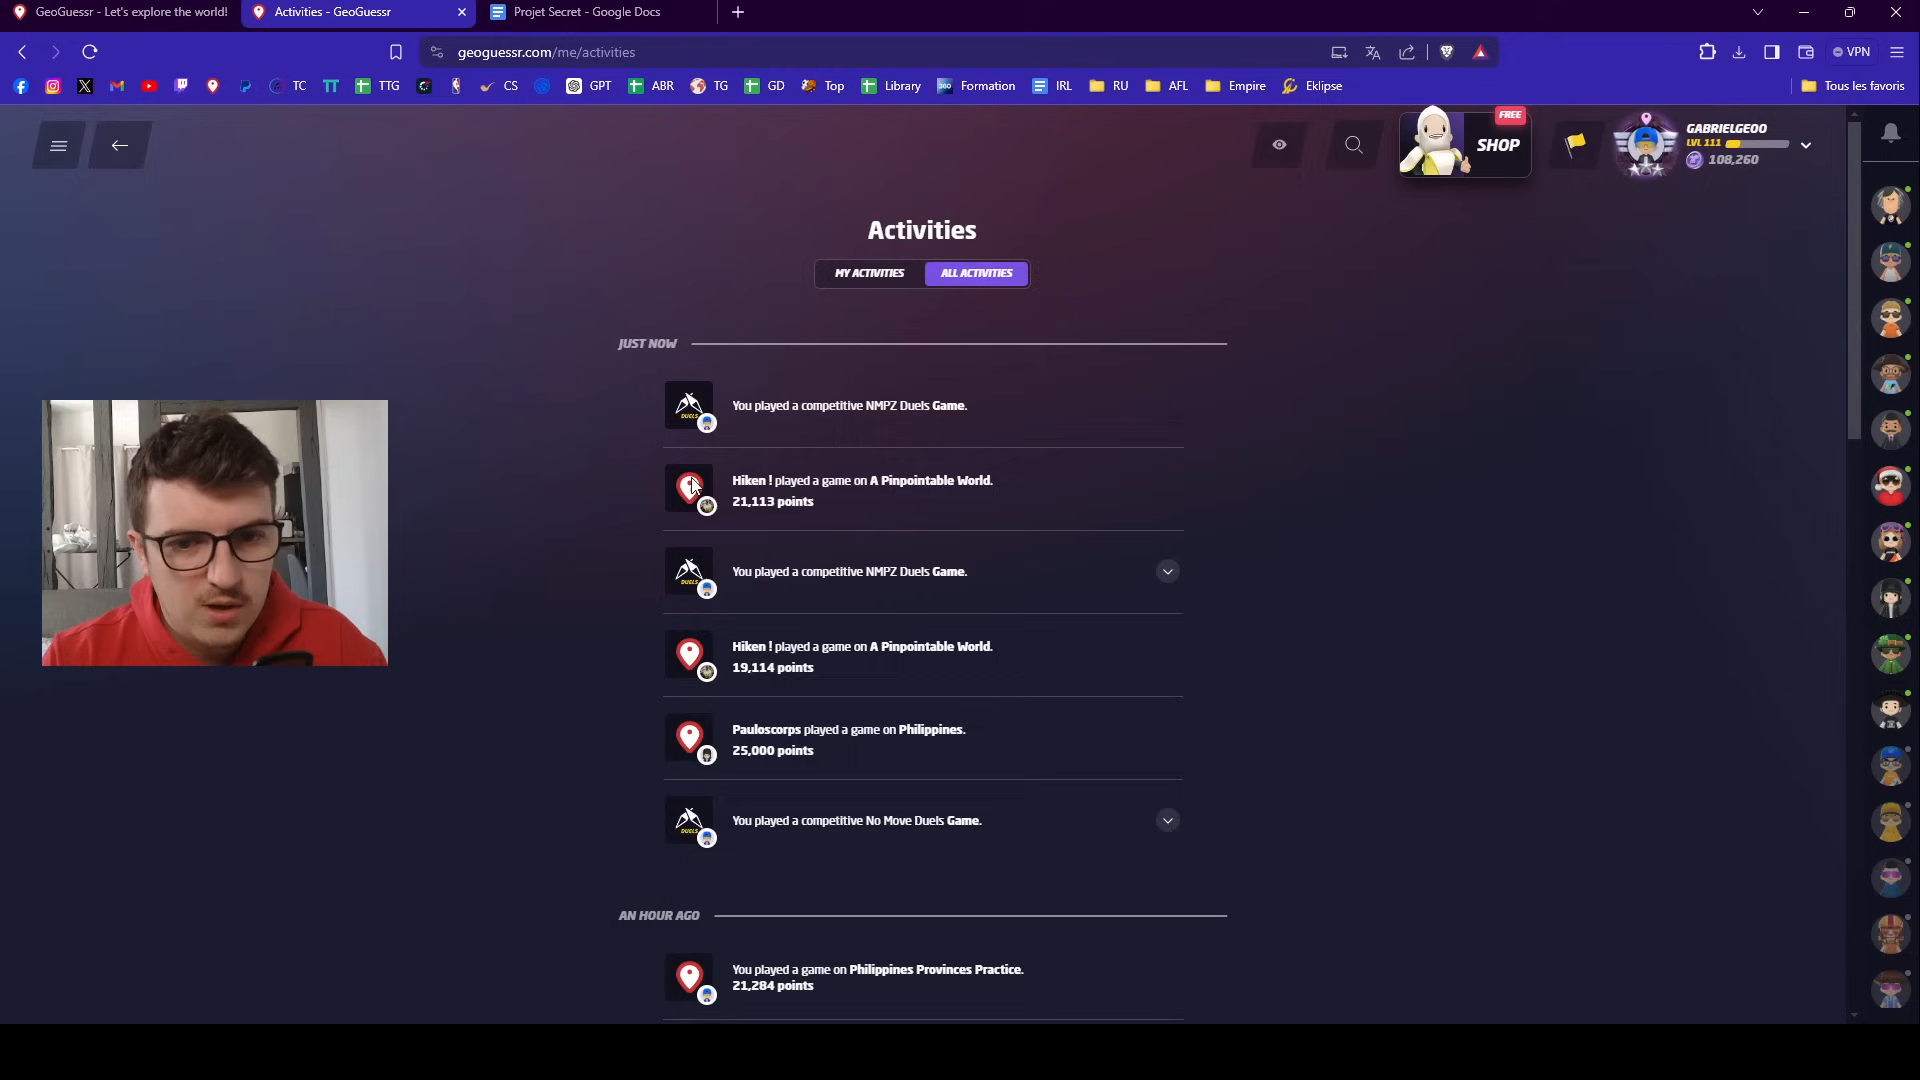 GeoGuessr - Let's explore the world!
Activities - GeoGuessr
Projet Secret - Google Docs
geoguessr.com/me/activities
VPN
TC
TT
TTG
CS
GPT
ABR
TG
GD
Top
Library
Formation
IRL
RU
AFL
Empire
Eklipse
Tous les favoris
FREE
SHOP
GABRIELGEOO
LVL 111
108,260
Activities
MY ACTIVITIES
ALL ACTIVITIES
JUST NOW
DUELS
You played a competitive NMPZ Duels Game.
Hiken ! played a game on A Pinpointable World.
21,113 points
DUELS
You played a competitive NMPZ Duels Game.
Hiken ! played a game on A Pinpointable World.
19,114 points
Pauloscorps played a game on Philippines.
25,000 points
DUELS
You played a competitive No Move Duels Game.
AN HOUR AGO
You played a game on Philippines Provinces Practice.
21,284 points